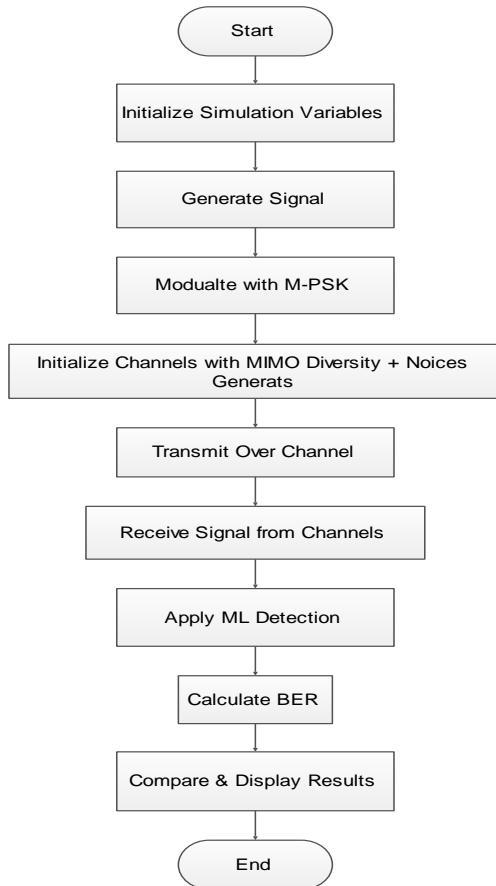 Start
Initialize Simulation Variables
Generate Signal
Modualte with M-PSK
Initialize Channels with MIMO Diversity + Noices
Generats
Transmit Over Channel
Receive Signal from Channels
Apply ML Detection
Calculate BER
Compare & Display Results
End